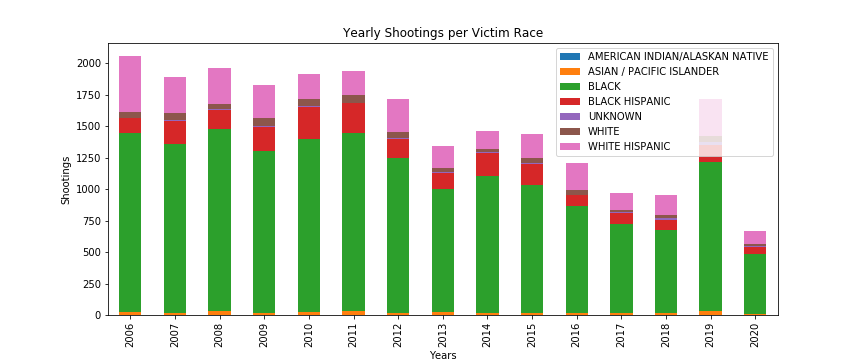 Yearly Shootings per Victim Race
AMERICAN INDIAN/ALASKAN NATIVE
ASIAN / PACIFIC ISLANDER
BLACK
BLACK HISPANIC
UNKNOWN
WHITE
WHITE HISPANIC
Shootings
2000
1750
1500
1250
1000
750
500
250
0
2006
2007
2008
2009
2010
2011
2012
2013
2014
2015
2016
2017
2018
2019
2020
Years